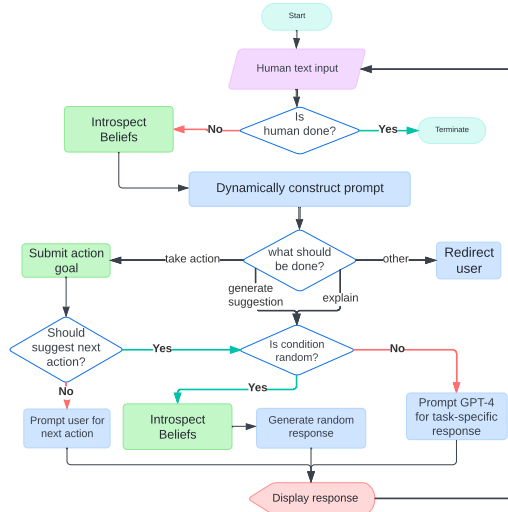 Start
Human text input
Is
human done?
No
Yes
Terminate
Introspect
Beliefs
Dynamically construct prompt
Submit action
goal
take action
what should
be done?
other
Redirect
user
generate
suggestion
explain
Should
suggest next
action?
Yes
Is condition
random?
No
No
Yes
Prompt user for
next action
Introspect
Beliefs
Generate random
response
Prompt GPT-4
for task-specific
response
Display response